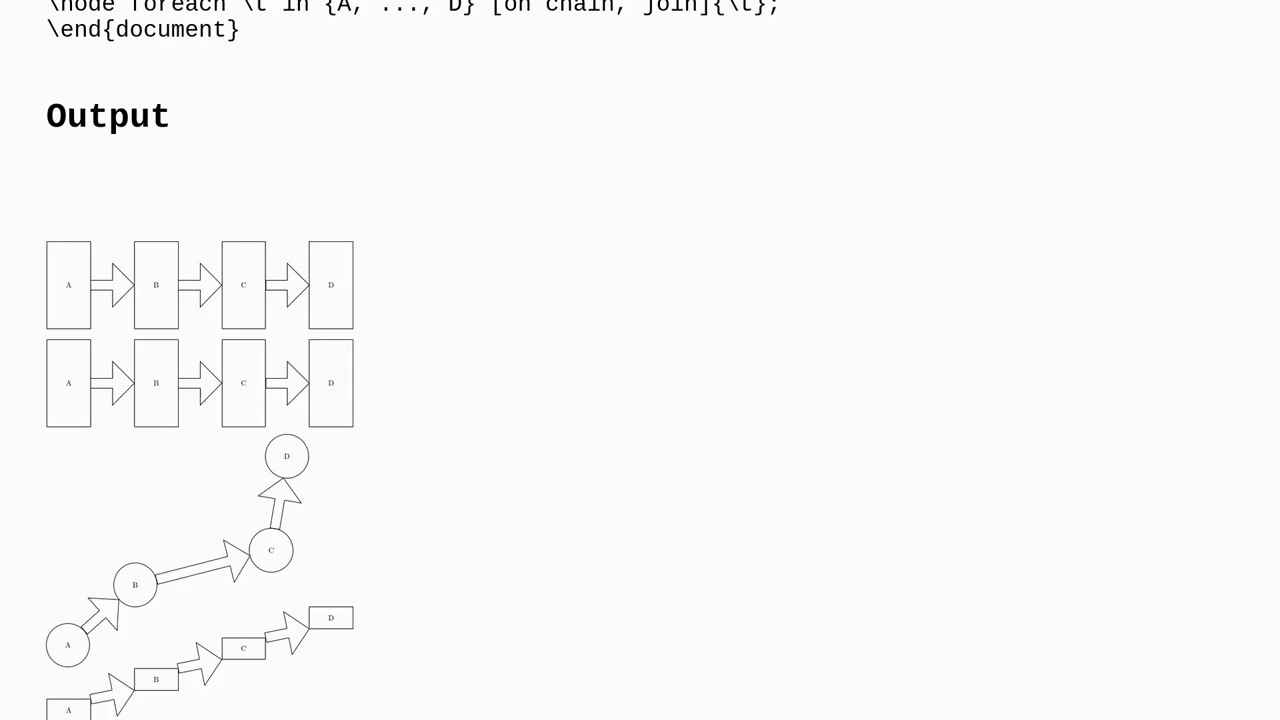 \node foreach \t in {A, ..., D} [on chain, join]{\t};
\end{document}
Output
A B C D
A B C D
D
C
B
A
D
C
B
A